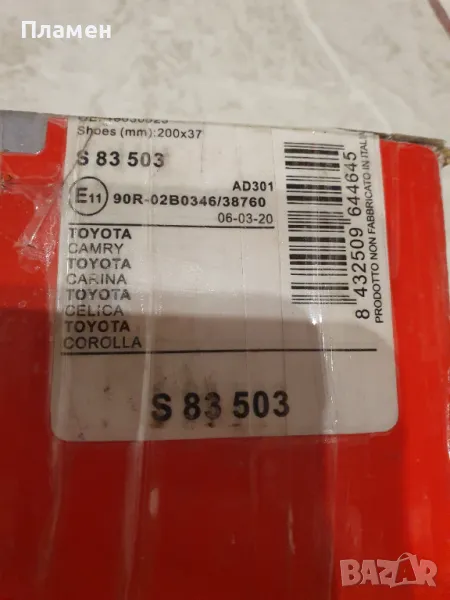 Пламен
Shoes (mm):200x37
S 83 503
AD301
E11 90R-02B0346/38760
06-03-20
TOYOTA
CAMRY
TOYOTA
CARINA
TOYOTA
CELICA
TOYOTA
COROLLA
S 83 503
8 432509 644645
PRODOTTO NON FABBRICATO IN ITALIA
BAZAR